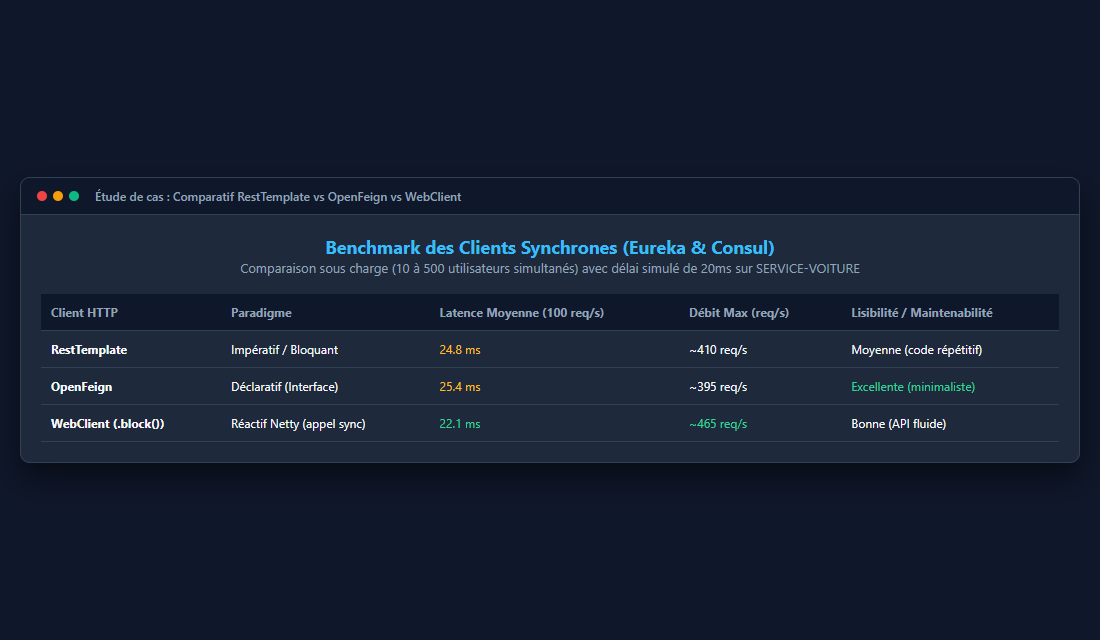 Étude de cas : Comparatif RestTemplate vs OpenFeign vs WebClient
Benchmark des Clients Synchrones (Eureka & Consul)
Comparaison sous charge (10 à 500 utilisateurs simultanés) avec délai simulé de 20ms sur SERVICE-VOITURE
Client HTTP Paradigme Latence Moyenne (100 req/s) Débit Max (req/s) Lisibilité / Maintenabilité
RestTemplate Impératif / Bloquant 24.8 ms ~410 req/s Moyenne (code répétitif)
OpenFeign Déclaratif (Interface) 25.4 ms ~395 req/s Excellente (minimaliste)
WebClient (.block()) Réactif Netty (appel sync) 22.1 ms ~465 req/s Bonne (API fluide)